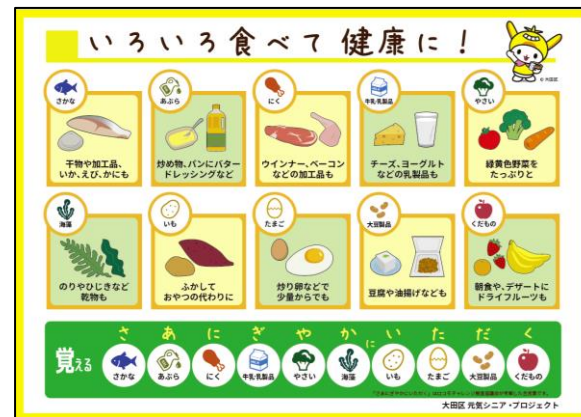 いろいろ食べて 健康に!
© 大田区
さかな
干物や加工品、
いか、えび、かにも
あぶら
炒め物、パンにバター
ドレッシングなど
にく
ウインナー、ベーコン
などの加工品も
牛乳・乳製品
チーズ、ヨーグルト
などの乳製品も
やさい
緑黄色野菜を
たっぷりと
海藻
のりやひじきなど
乾物も
いも
ふかして
おやつの代わりに
たまご
炒り卵などで
少量からでも
大豆製品
豆腐や油揚げなども
くだもの
朝食や、デザートに
ドライフルーツも
覚える
さ あ に ぎ や か に い た だ く
さかな あぶら にく 牛乳・乳製品 やさい 海藻 いも たまご 大豆製品 くだもの
大田区 元気シニア・プロジェクト